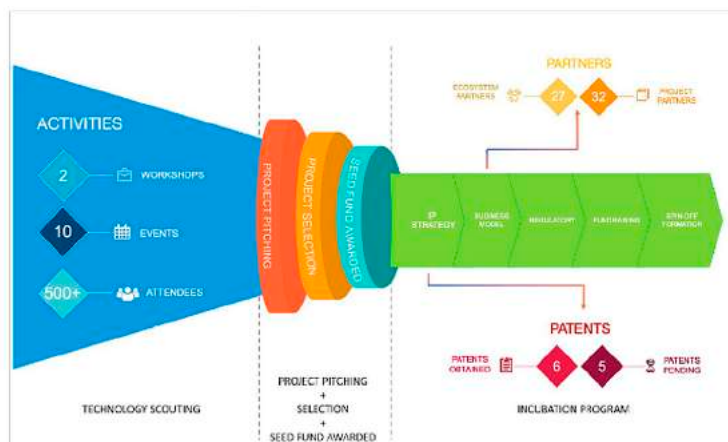 ACTIVITIES
2
WORKSHOPS
10
EVENTS
500+
ATTENDEES
TECHNOLOGY SCOUTING
PROJECT PITCHING
PROJECT SELECTION
SEED FUND AWARDED
PROJECT PITCHING
+
SELECTION
+
SEED FUND AWARDED
PARTNERS
ECOSYSTEM
PARTNERS
27
32
PROJECT
PARTNERS
IP
STRATEGY
BUSINESS
MODEL
REGULATORY
FUNDRAISING
SPIN OFF
FORMATION
PATENTS
PATENTS
OBTAINED
6
5
PATENTS
PENDING
INCUBATION PROGRAM